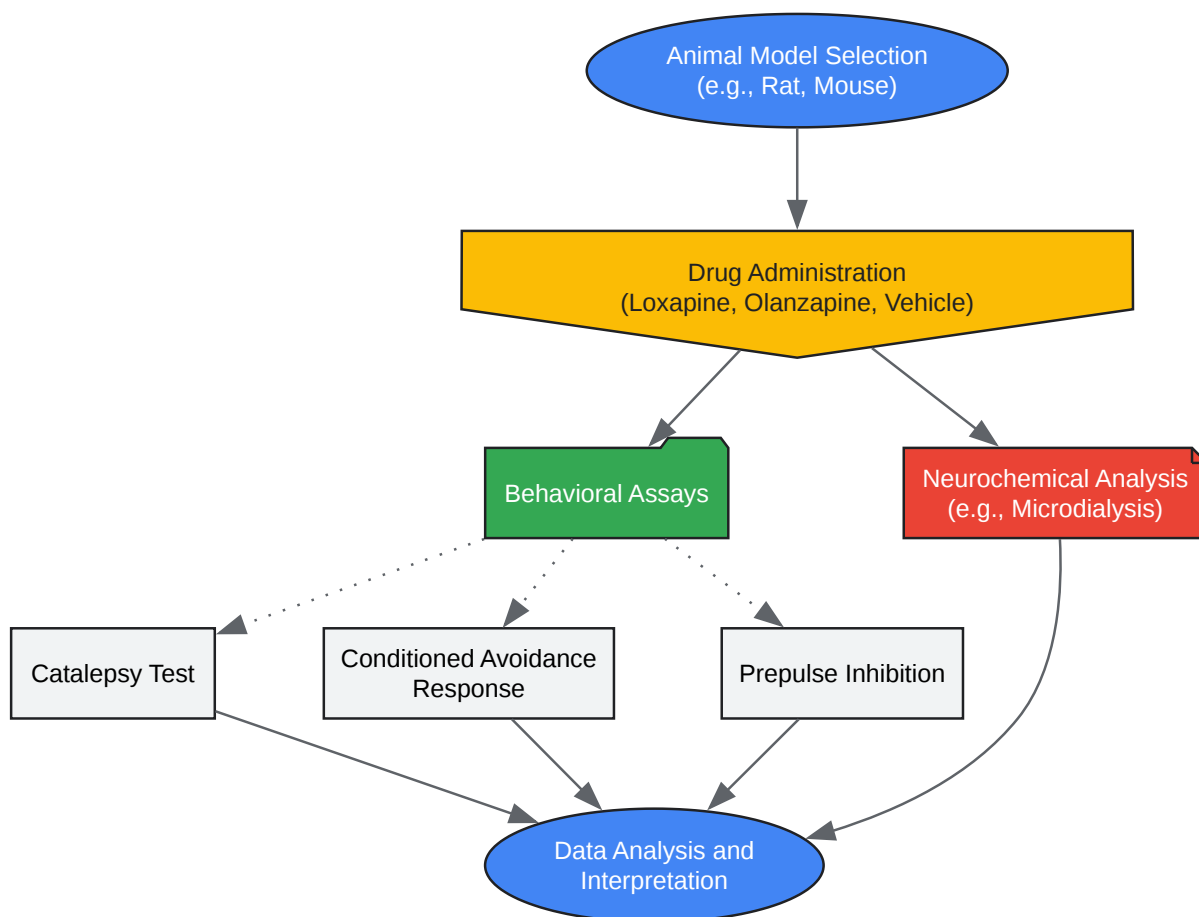 Animal Model Selection
(e.g., Rat, Mouse)
Drug Administration
(Loxapine, Olanzapine, Vehicle)
Behavioral Assays
Neurochemical Analysis
(e.g., Microdialysis)
Catalepsy Test
Conditioned Avoidance
Response
Prepulse Inhibition
Data Analysis and
Interpretation